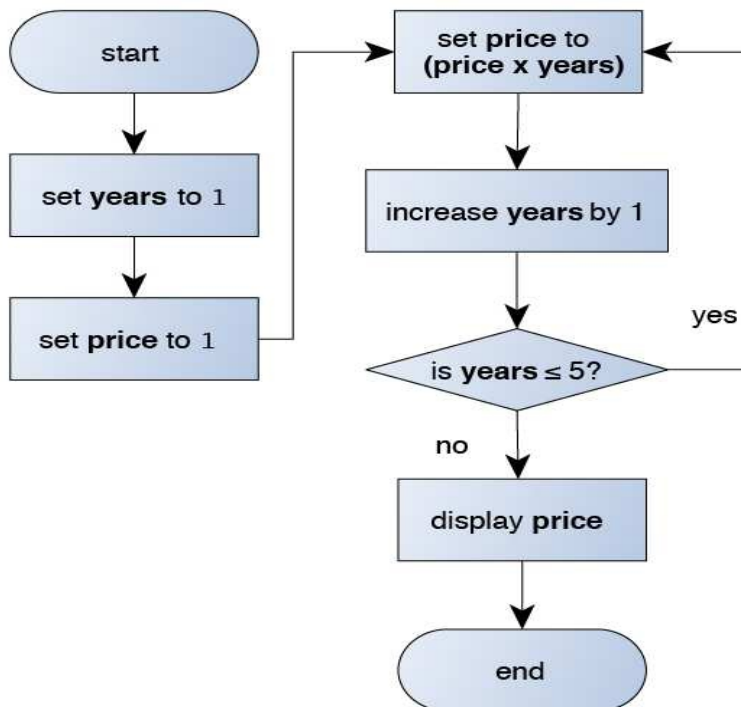 start
set years to 1
set price to 1
set price to
(price x years)
increase years by 1
is years ≤ 5?
yes
no
display price
end